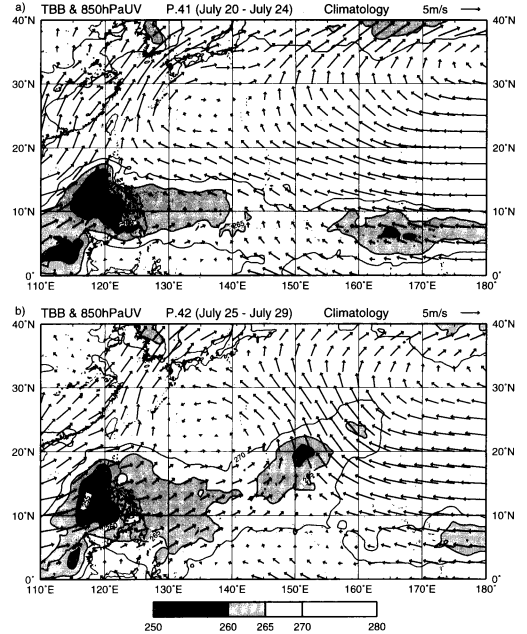 a) TBB & 850hPaUV P.41 (July 20 - July 24) Climatology 5m/s
40°N 40°N
30°N 30°N
20°N 20°N
10°N 10°N
0° 0°
110°E 120°E 130°E 140°E 150°E 160°E 170°E 180°
b) TBB & 850hPaUV P.42 (July 25 - July 29) Climatology 5m/s
40°N 40°N
30°N 30°N
270
20°N 20°N
10°N 10°N
0° 0°
110°E 120°E 130°E 140°E 150°E 160°E 170°E 180°
250 260 265 270 280